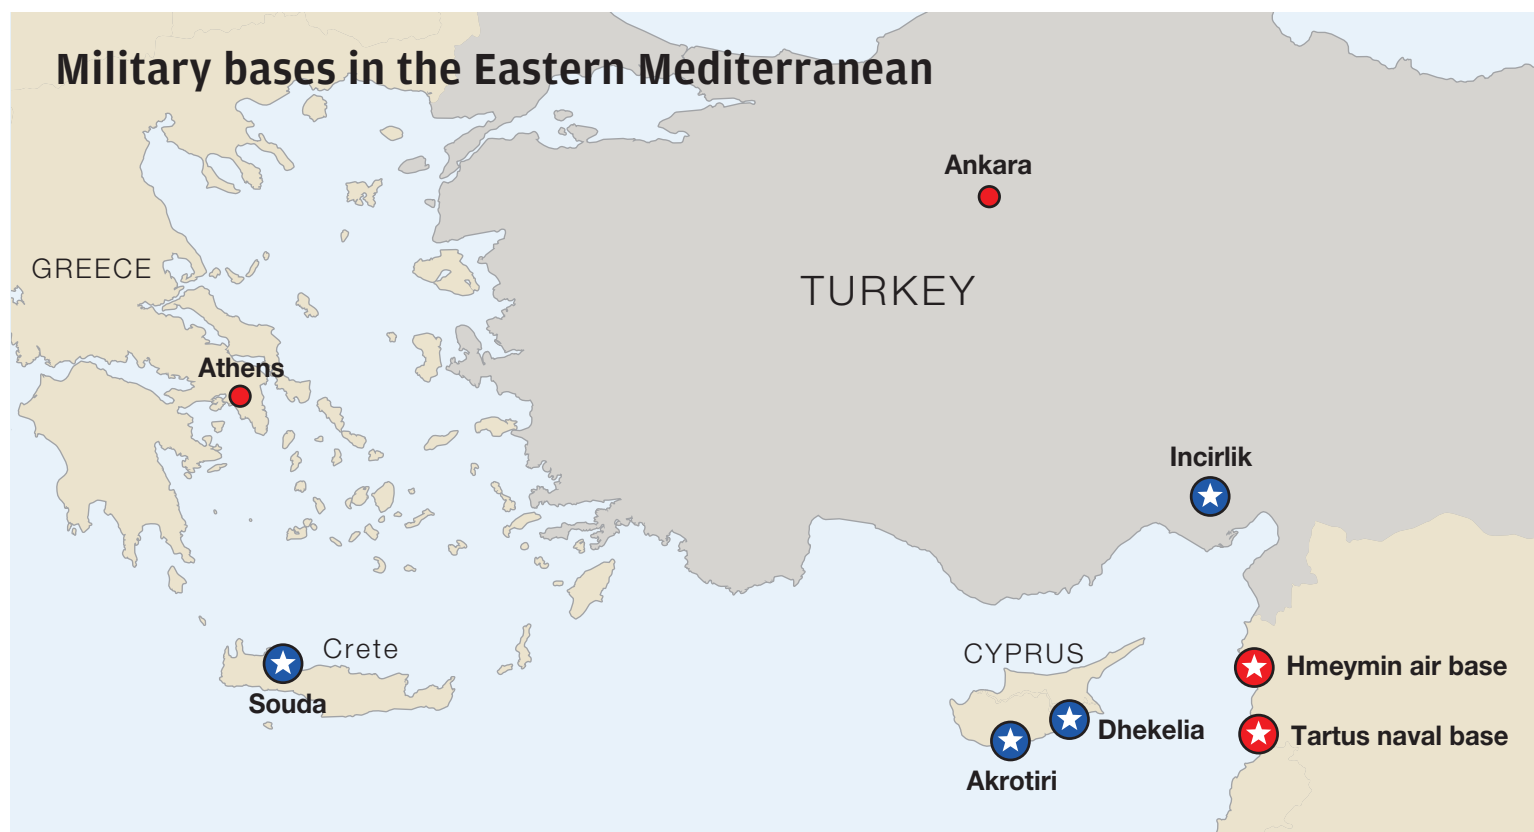 Military bases in the Eastern Mediterranean
Ankara
GREECE
TURKEY
Athens
Incirlik
Crete
CYPRUS
Hmeymin air base
Souda
Dhekelia
Tartus naval base
Akrotiri